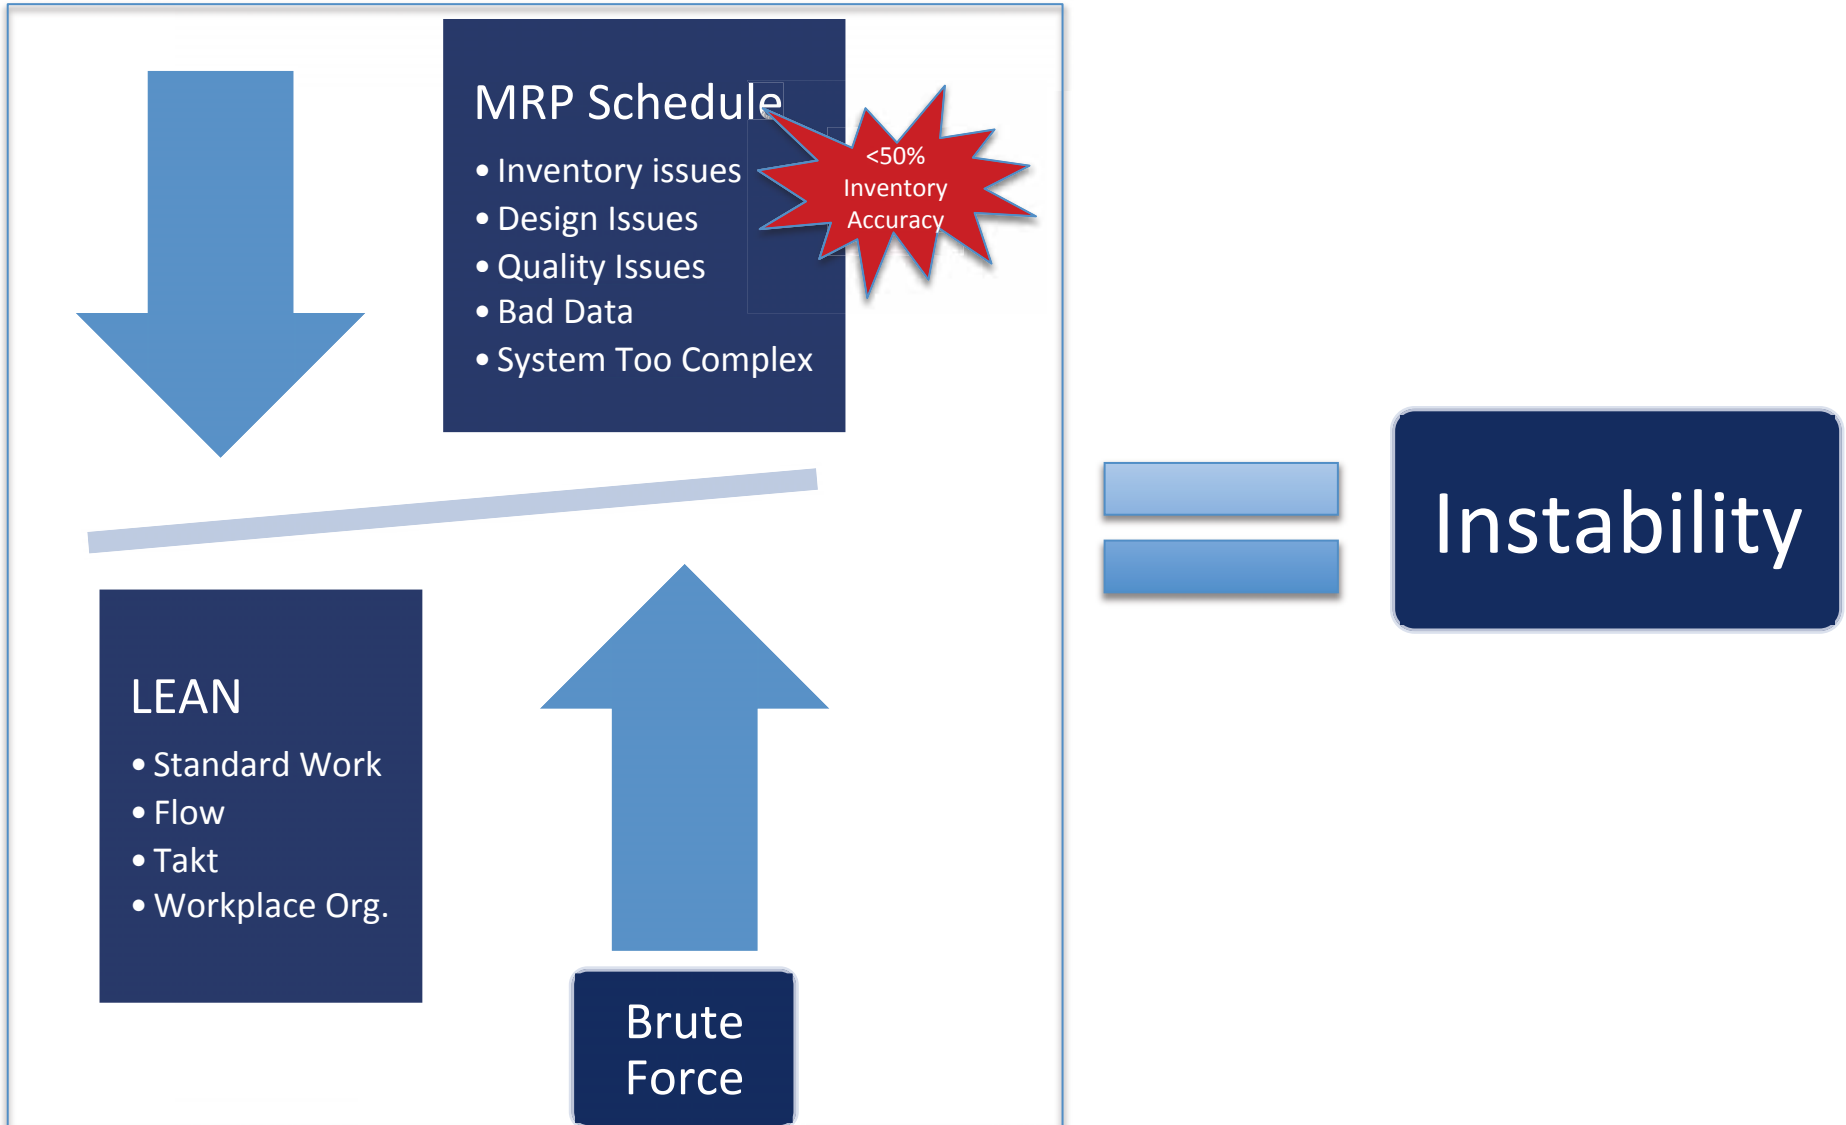 MRP Schedule
• Inventory issues
• Design Issues
• Quality Issues
• Bad Data
• System Too Complex
<50%
Inventory
Accuracy
LEAN
• Standard Work
• Flow
• Takt
• Workplace Org.
Brute
Force
Instability